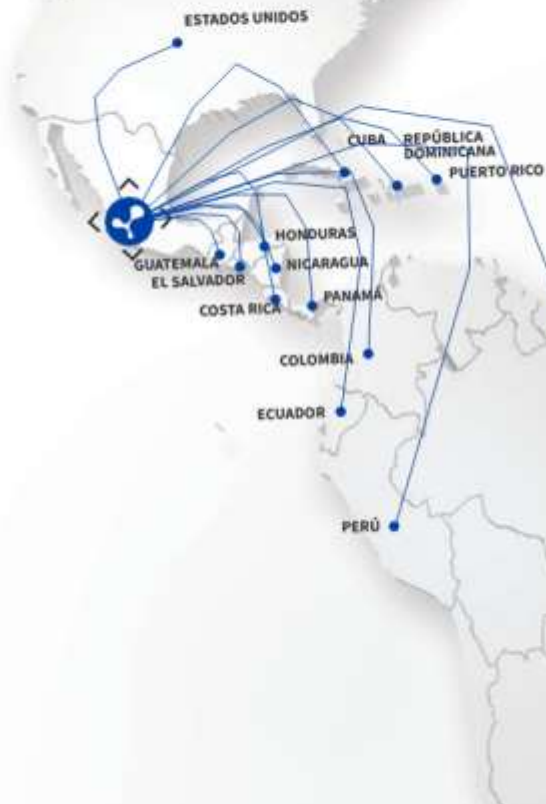 ESTADOS UNIDOS
CUBA
REPÚBLICA
DOMINICANA
PUERTO RICO
HONDURAS
GUATEMALA
NICARAGUA
EL SALVADOR
COSTA RICA
PANAMÁ
COLOMBIA
ECUADOR
PERÚ